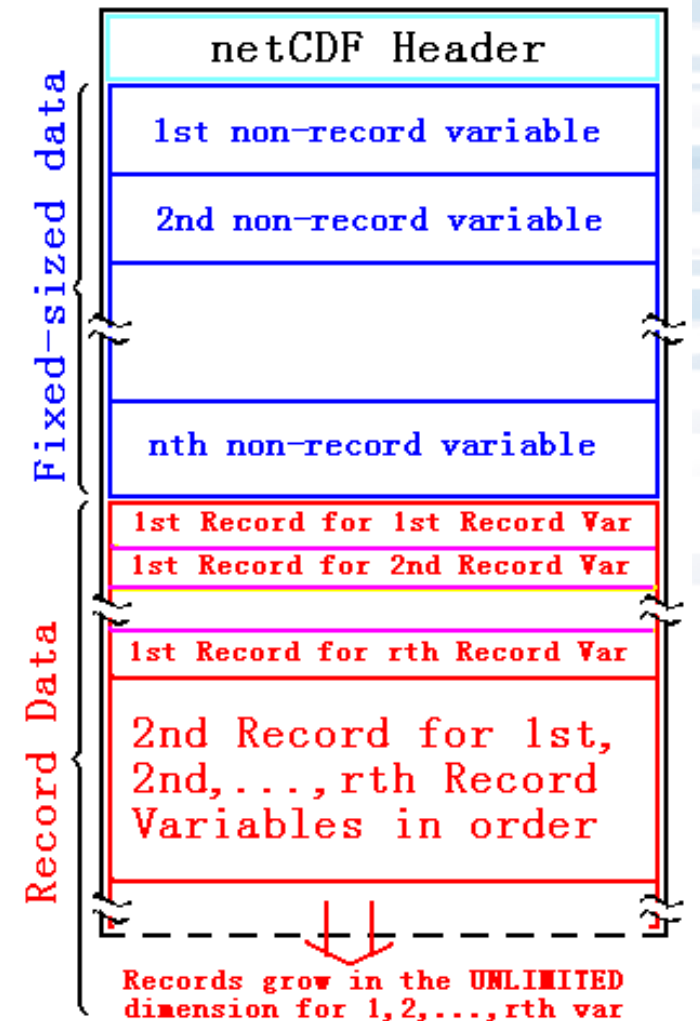 netCDF Header
Fixed-sized data
1st non-record variable
2nd non-record variable
nth non-record variable
Record Data
1st Record for 1st Record Var
1st Record for 2nd Record Var
1st Record for rth Record Var
2nd Record for 1st,
2nd,...,rth Record
Variables in order
Records grow in the UNLIMITED
dimension for 1,2,...,rth var